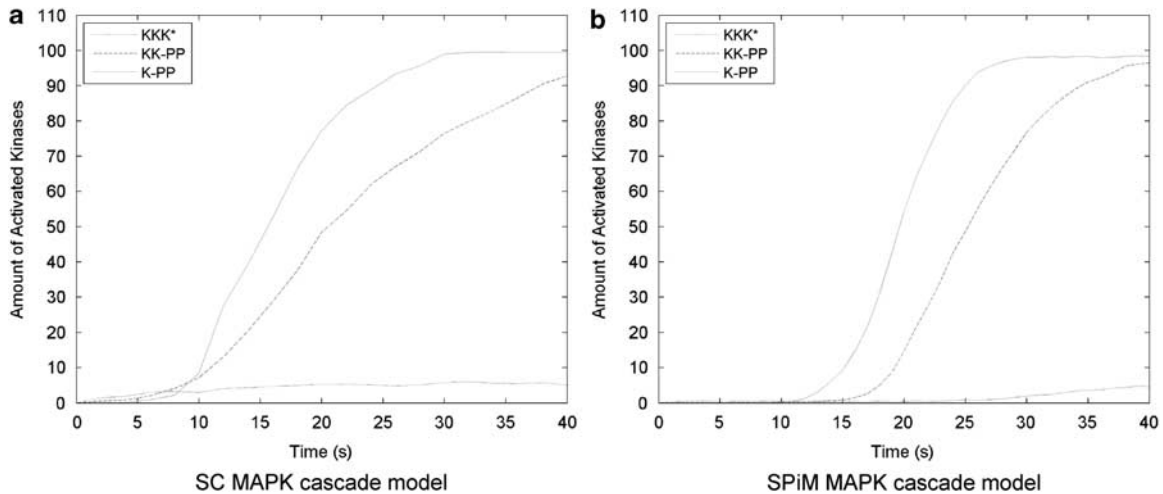 a
KKK*
KK-PP
K-PP
110
100
90
80
70
60
50
40
30
20
10
0
Amount of Activated Kinases
0 5 10 15 20 25 30 35 40
Time (s)
SC MAPK cascade model
b
KKK*
KK-PP
K-PP
110
100
90
80
70
60
50
40
30
20
10
0
Amount of Activated Kinases
0 5 10 15 20 25 30 35 40
Time (s)
SPiM MAPK cascade model